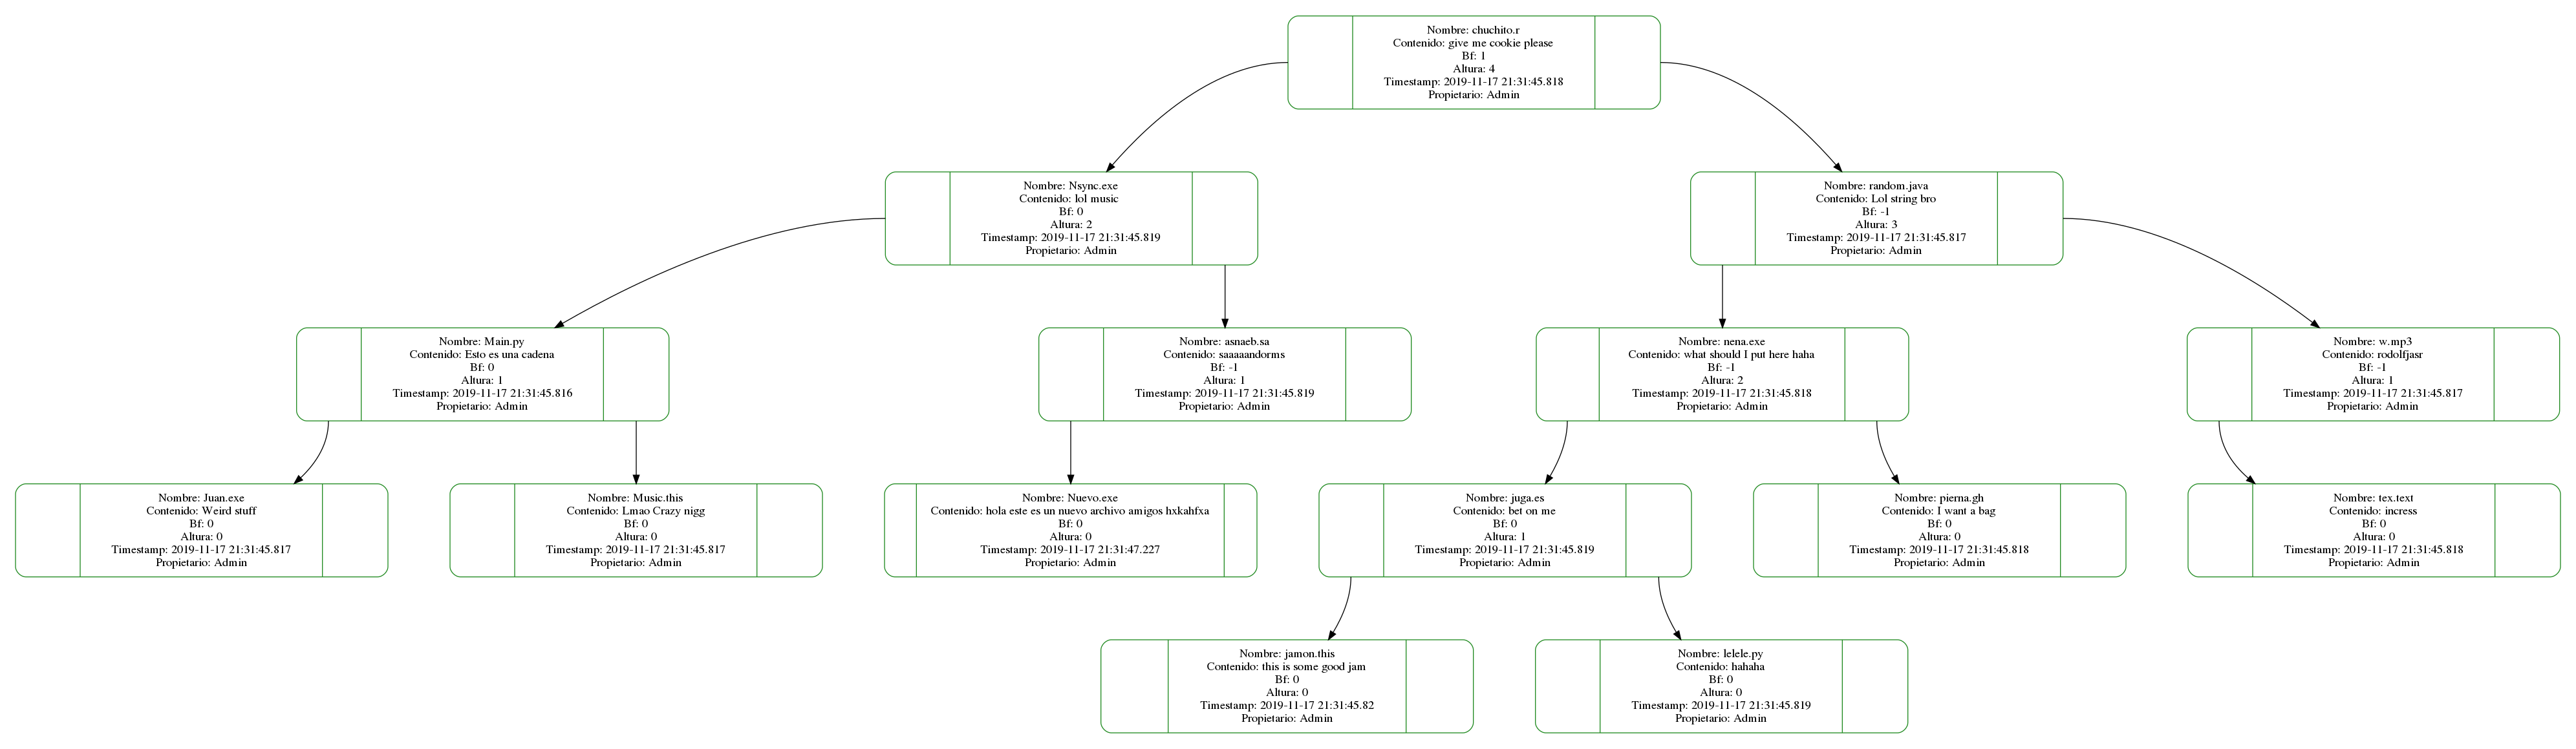 Nombre: chuchito.r
Contenido: give me cookie please
Bf: 1
Altura: 4
Timestamp: 2019-11-17 21:31:45.818
Propietario: Admin
Nombre: Nsync.exe
Contenido: lol music
Bf: 0
Altura: 2
Timestamp: 2019-11-17 21:31:45.819
Propietario: Admin
Nombre: random.java
Contenido: Lol string bro
Bf: -1
Altura: 3
Timestamp: 2019-11-17 21:31:45.817
Propietario: Admin
Nombre: Main.py
Contenido: Esto es una cadena
Bf: 0
Altura: 1
Timestamp: 2019-11-17 21:31:45.816
Propietario: Admin
Nombre: asnaeb.sa
Contenido: saaaaandorms
Bf: -1
Altura: 1
Timestamp: 2019-11-17 21:31:45.819
Propietario: Admin
Nombre: nena.exe
Contenido: what should I put here haha
Bf: -1
Altura: 2
Timestamp: 2019-11-17 21:31:45.818
Propietario: Admin
Nombre: w.mp3
Contenido: rodolfjasr
Bf: -1
Altura: 1
Timestamp: 2019-11-17 21:31:45.817
Propietario: Admin
Nombre: Juan.exe
Contenido: Weird stuff
Bf: 0
Altura: 0
Timestamp: 2019-11-17 21:31:45.817
Propietario: Admin
Nombre: Music.this
Contenido: Lmao Crazy nigg
Bf: 0
Altura: 0
Timestamp: 2019-11-17 21:31:45.817
Propietario: Admin
Nombre: Nuevo.exe
Contenido: hola este es un nuevo archivo amigos hxkahfxa
Bf: 0
Altura: 0
Timestamp: 2019-11-17 21:31:47.227
Propietario: Admin
Nombre: juga.es
Contenido: bet on me
Bf: 0
Altura: 1
Timestamp: 2019-11-17 21:31:45.819
Propietario: Admin
Nombre: pierna.gh
Contenido: I want a bag
Bf: 0
Altura: 0
Timestamp: 2019-11-17 21:31:45.818
Propietario: Admin
Nombre: tex.text
Contenido: incress
Bf: 0
Altura: 0
Timestamp: 2019-11-17 21:31:45.818
Propietario: Admin
Nombre: jamon.this
Contenido: this is some good jam
Bf: 0
Altura: 0
Timestamp: 2019-11-17 21:31:45.82
Propietario: Admin
Nombre: lelele.py
Contenido: hahaha
Bf: 0
Altura: 0
Timestamp: 2019-11-17 21:31:45.819
Propietario: Admin